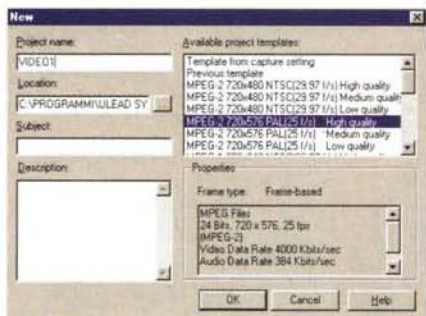 New
Project name:
VIDEO1
Location:
C:\PROGRAMMI\ULEAD SY
Subject:
Description:
Available project templates:
Template from capture setting
Previous template
MPEG-2 720x480 NTSC(29.97 f/s) High quality
MPEG-2 720x480 NTSC(29.97 f/s) Medium quality
MPEG-2 720x480 NTSC(29.97 f/s) Low quality
MPEG-2 720x576 PAL(25 f/s) High quality
MPEG-2 720x576 PAL(25 f/s) Medium quality
MPEG-2 720x576 PAL(25 f/s) Low quality
Properties
Frame type: Frame-based
MPEG Files
24 Bits, 720 x 576, 25 fps
(MPEG-2)
Video Data Rate 4000 Kbits/sec
Audio Data Rate 384 Kbits/sec
OK
Cancel
Help